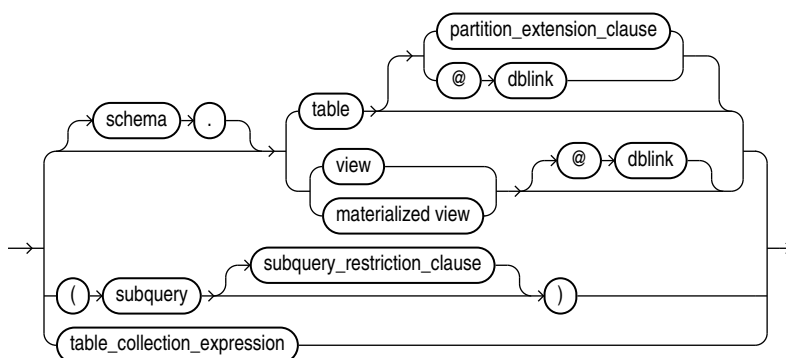 partition_extension_clause
@ dblink
schema . table
view @ dblink
materialized view
subquery_restriction_clause
( subquery )
table_collection_expression